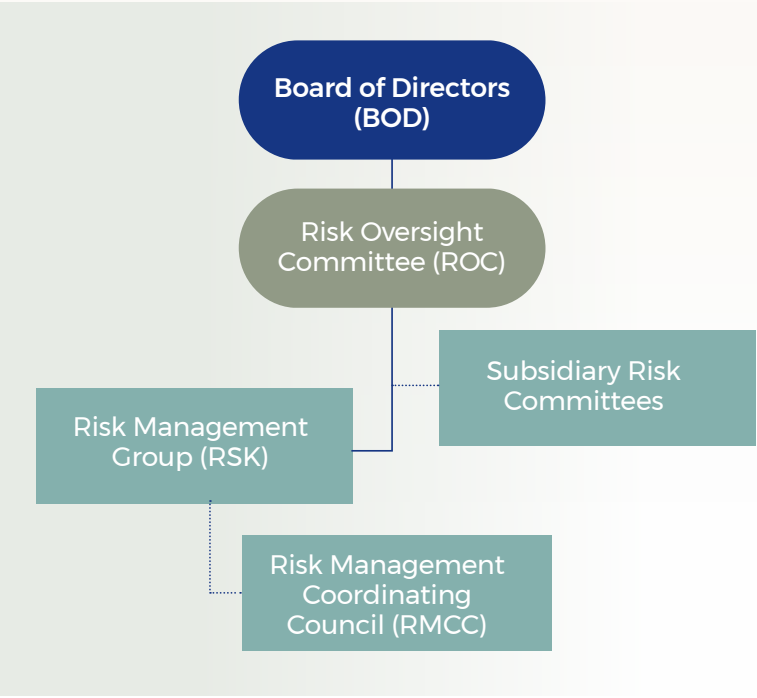 Board of Directors
(BOD)
Risk Oversight
Committee (ROC)
Subsidiary Risk
Committees
Risk Management
Group (RSK)
Risk Management
Coordinating
Council (RMCC)